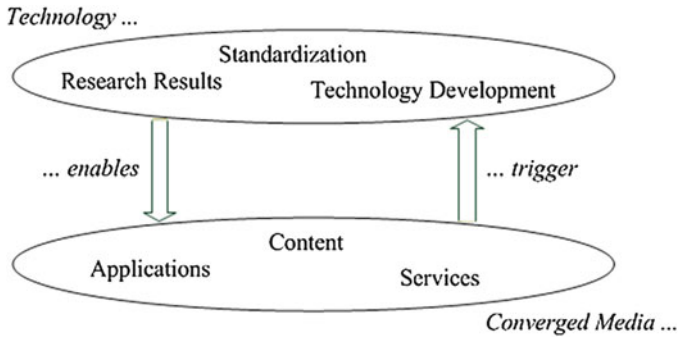 Technology ...
Standardization
Research Results
Technology Development
... enables
... trigger
Content
Applications
Services
Converged Media ...